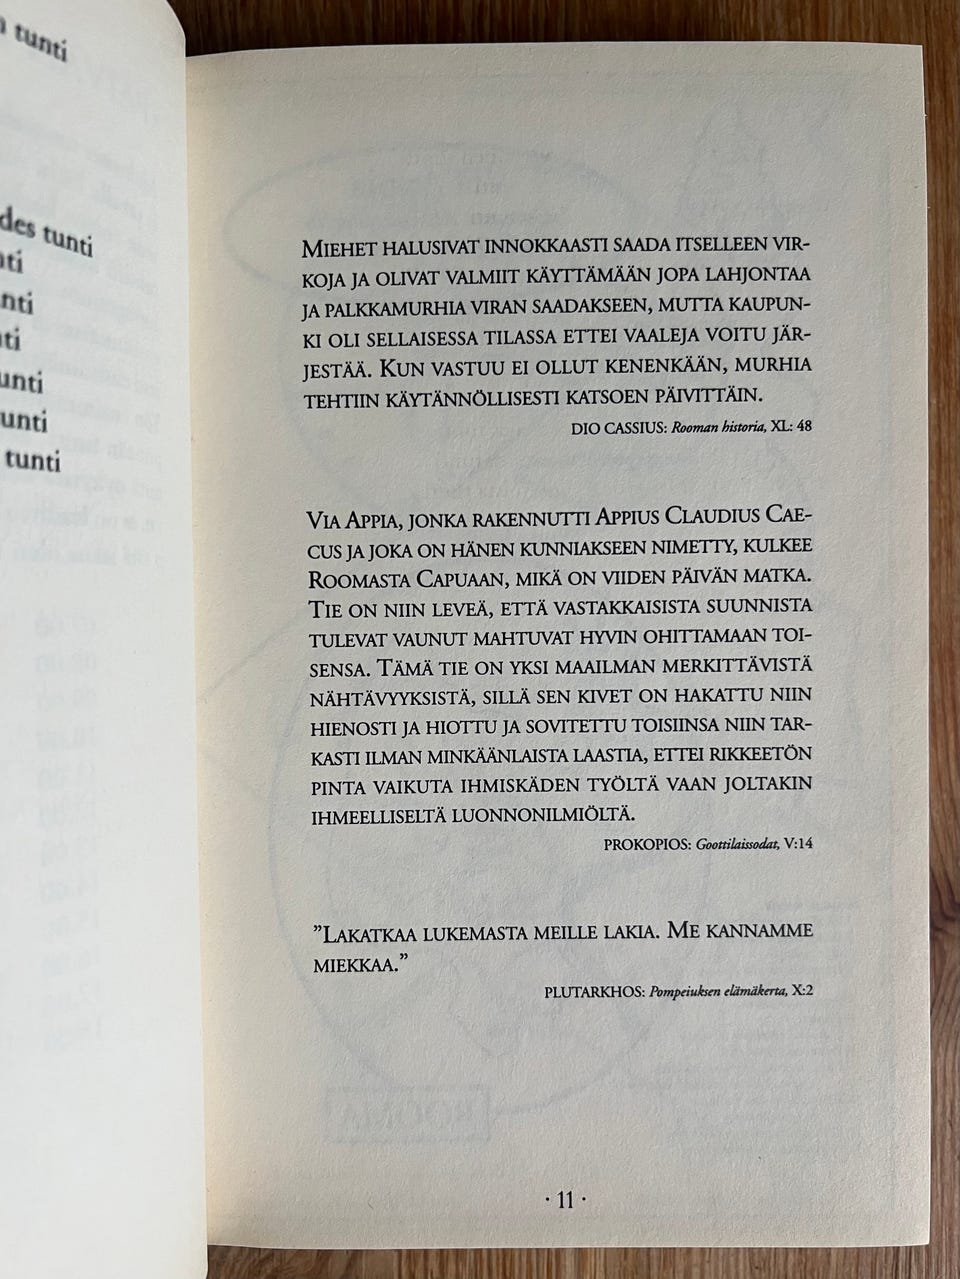 tunti
des tunti
tunti
tunti
MIEHET HALUSIVAT INNOKKAASTI SAADA ITSELLEEN VIR-
KOJA JA OLIVAT VALMIIT KÄYTTÄMÄÄN JOPA LAHJONTAA
JA PALKKAMURHIA VIRAN SAADAKSEEN, MUTTA KAUPUN-
KI OLI SELLAISESSA TILASSA ETTEI VAALEJA VOITU JÄR-
JESTÄÄ. KUN VASTUU EI OLLUT KENENKÄÄN, MURHIA
TEHTIIN KÄYTÄNNÖLLISESTI KATSOEN PÄIVITTÄIN.
DIO CASSIUS: Rooman historia, XL: 48
VIA APPIA, JONKA RAKENNUTTI APPIUS CLAUDIUS CAE-
CUS JA JOKA ON HÄNEN KUNNIAKSEEN NIMETTY, KULKEE
ROOMASTA CAPUAAN, MIKÄ ON VIIDEN PÄIVÄN MATKA.
TIE ON NIIN LEVEÄ, ETTÄ VASTAKKAISISTA SUUNNISTA
TULEVAT VAUNUT MAHTUVAT HYVIN OHITTAMAAN TOI-
SENSA. TÄMÄ TIE ON YKSI MAAILMAN MERKITTÄVISTÄ
NÄHTÄVYYKSISTÄ, SILLÄ SEN KIVET ON HAKATTU NIIN
HIENOSTI JA HIOTTU JA SOVITETTU TOISIINSA NIIN TAR-
KASTI ILMAN MINKÄÄNLAISTA LAASTIA, ETTEI RIKKEETÖN
PINTA VAIKUTA IHMISKÄDEN TYÖLTÄ VAAN JOLTAKIN
IHMEELLISELTÄ LUONNONILMIÖLTÄ.
PROKOPIOS: Goottilaissodat, V:14
”LAKATKAA LUKEMASTA MEILLE LAKIA. ME KANNAMME
MIEKKAA.”
PLUTARKHOS: Pompeiuksen elämäkerta, X:2
· 11 ·